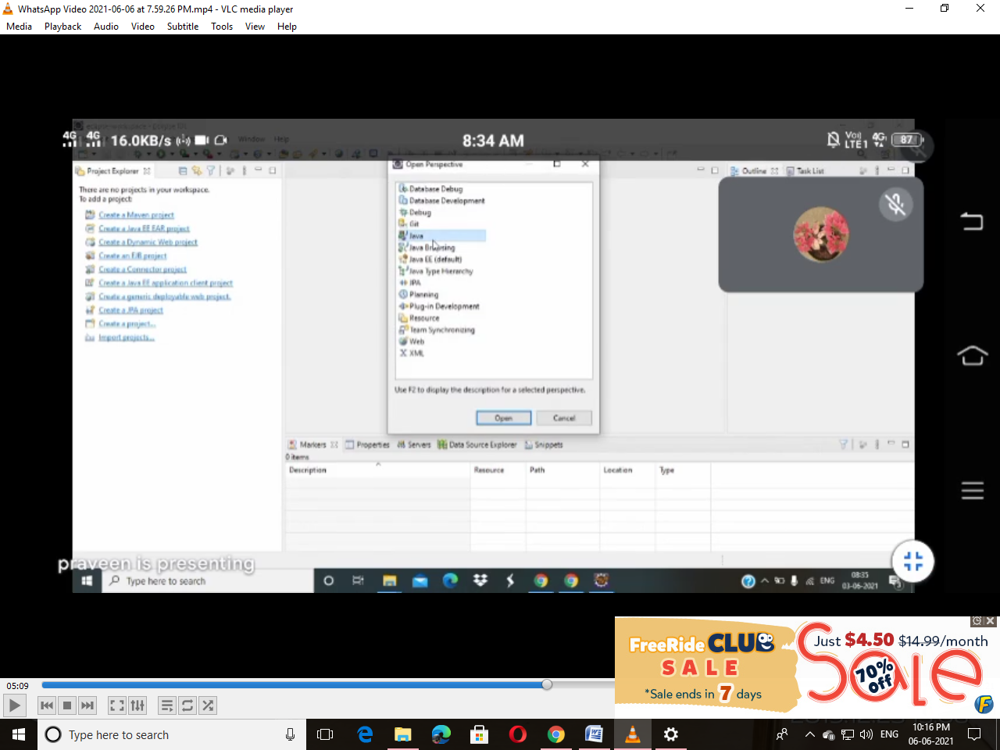 WhatsApp Video 2021-06-06 at 7.59.26 PM.mp4 - VLC media player
Media Playback Audio Video Subtitle Tools View Help
4G 4G 16.0KB/s 8:34 AM LTE1 4G 87
Window Help
Project Explorer
There are no projects in your workspace.
To add a project:
Create a Maven project
Create a Java EE EAR project
Create a Dynamic Web project
Create an EJB project
Create a Connector project
Create a Java EE application client project
Create a generic deployable web project.
Create a JPA project
Create a project...
Import projects...
Open Perspective
Database Debug
Database Development
Debug
Git
Java
Java Browsing
Java EE (default)
Java Type Hierarchy
JPA
Planning
Plug-in Development
Resource
Team Synchronizing
Web
XML
Use F2 to display the description for a selected perspective.
Open Cancel
Outline Task List
Markers Properties Servers Data Source Explorer Snippets
0 items
Description Resource Path Location Type
praveen is presenting
Type here to search
ENG
08:35
03-06-2021
3
FreeRide CLUB
SALE
*Sale ends in 7 days
Just $4.50 $14.99/month
Sale
70%
off
05:09
Type here to search
ENG
10:16 PM
06-06-2021